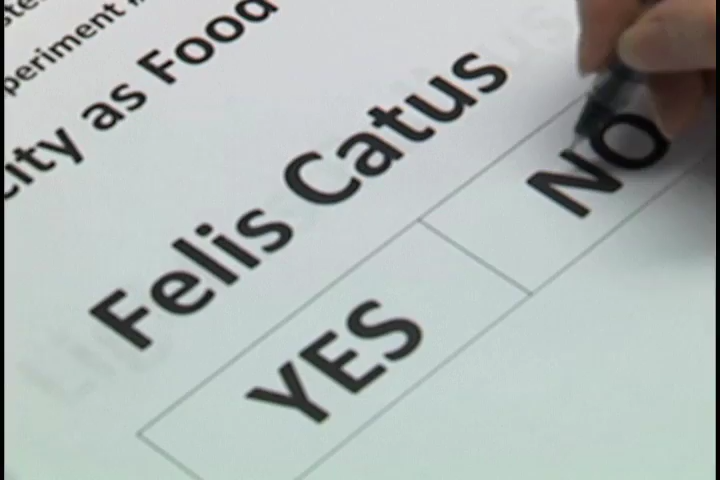 periment
city as Food
Felis Catus
YES NO